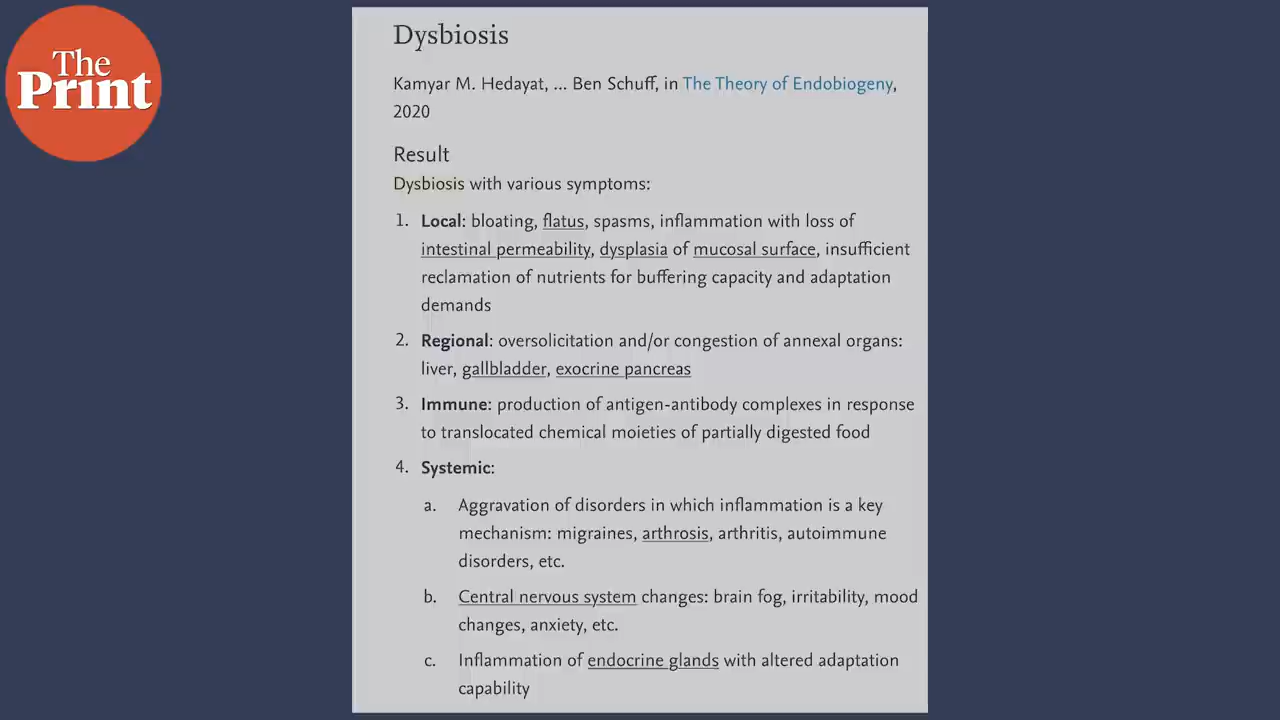 The
Print
Dysbiosis
Kamyar M. Hedayat, ... Ben Schuff, in The Theory of Endobiogeny,
2020
Result
Dysbiosis with various symptoms:
1. Local: bloating, flatus, spasms, inflammation with loss of
intestinal permeability, dysplasia of mucosal surface, insufficient
reclamation of nutrients for buffering capacity and adaptation
demands
2. Regional: oversolicitation and/or congestion of annexal organs:
liver, gallbladder, exocrine pancreas
3. Immune: production of antigen-antibody complexes in response
to translocated chemical moieties of partially digested food
4. Systemic:
a. Aggravation of disorders in which inflammation is a key
mechanism: migraines, arthrosis, arthritis, autoimmune
disorders, etc.
b. Central nervous system changes: brain fog, irritability, mood
changes, anxiety, etc.
c. Inflammation of endocrine glands with altered adaptation
capability